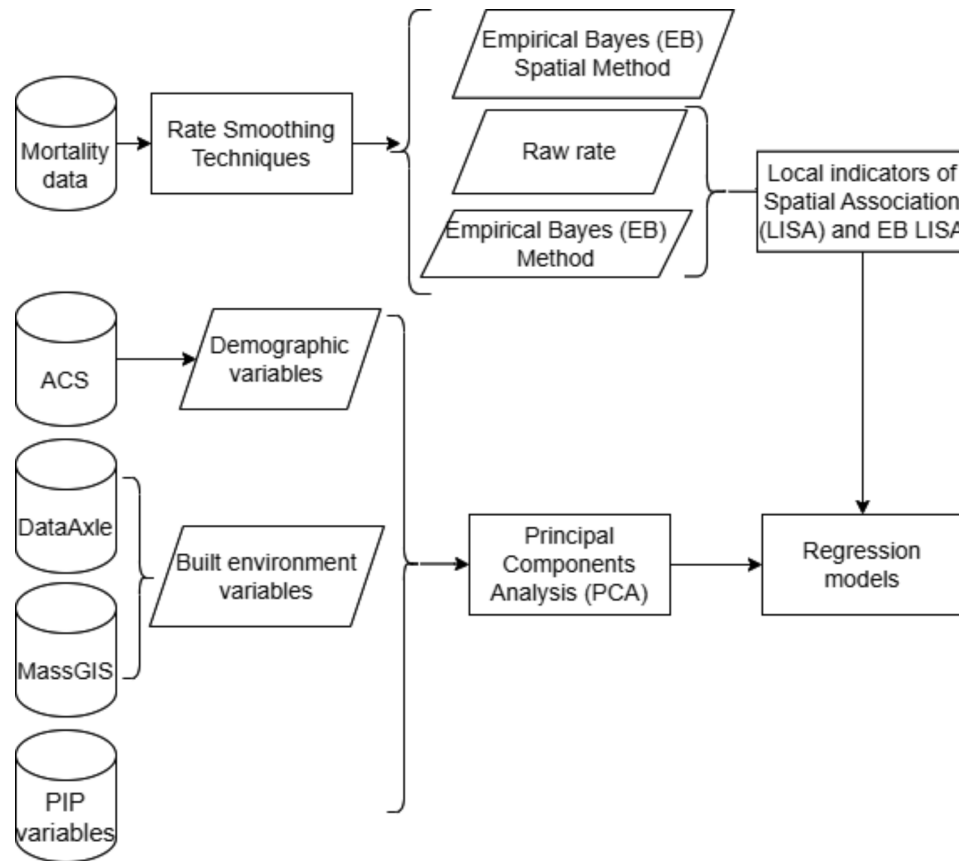 Mortality
data
Rate Smoothing
Techniques
Empirical Bayes (EB)
Spatial Method
Raw rate
Empirical Bayes (EB)
Method
Local indicators of
Spatial Association
(LISA) and EB LISA
ACS
Demographic
variables
DataAxle
MassGIS
Built environment
variables
PIP
variables
Principal
Components
Analysis (PCA)
Regression
models